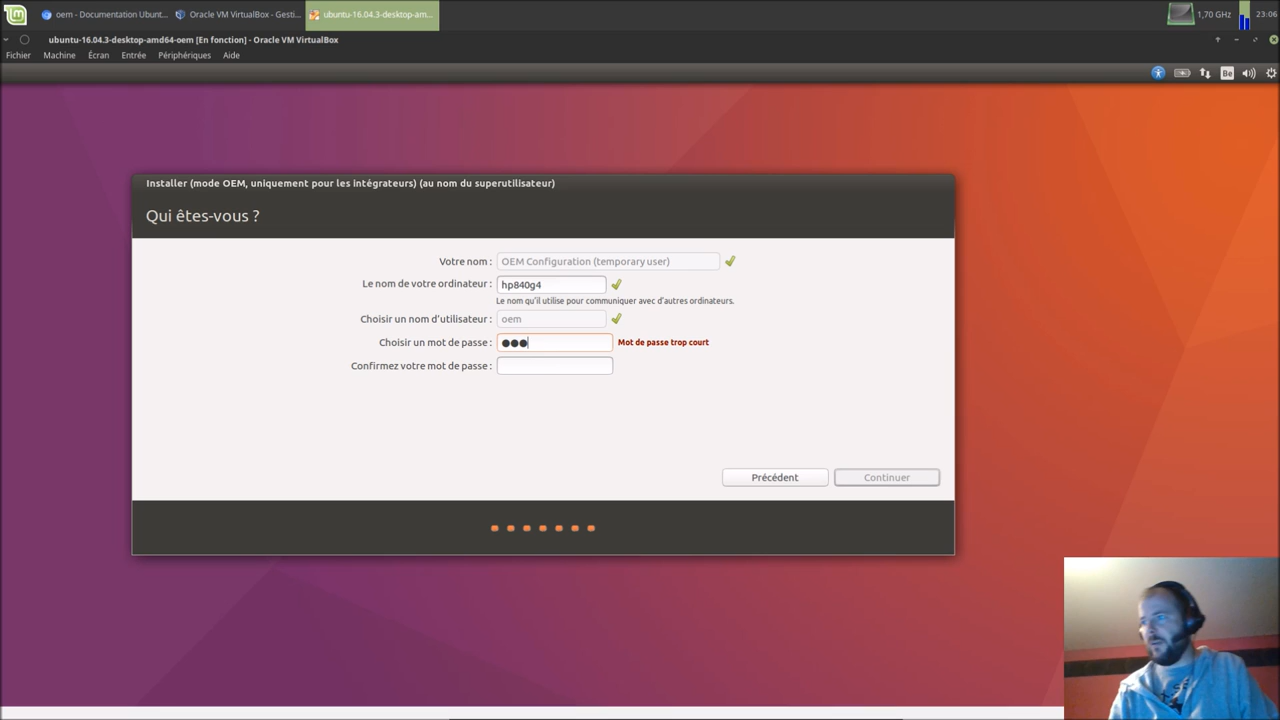 oem - Documentation Ubunt...
Oracle VM VirtualBox - Gesti...
ubuntu-16.04.3-desktop-am...
1,70 GHz
23:06
ubuntu-16.04.3-desktop-amd64-oem [En fonction] - Oracle VM VirtualBox
Fichier Machine Écran Entrée Périphériques Aide
Be
Installer (mode OEM, uniquement pour les intégrateurs) (au nom du superutilisateur)
Qui êtes-vous ?
Votre nom : OEM Configuration (temporary user)
Le nom de votre ordinateur : hp840g4
Le nom qu'il utilise pour communiquer avec d'autres ordinateurs.
Choisir un nom d'utilisateur : oem
Choisir un mot de passe : ●●● Mot de passe trop court
Confirmez votre mot de passe :
Précédent Continuer